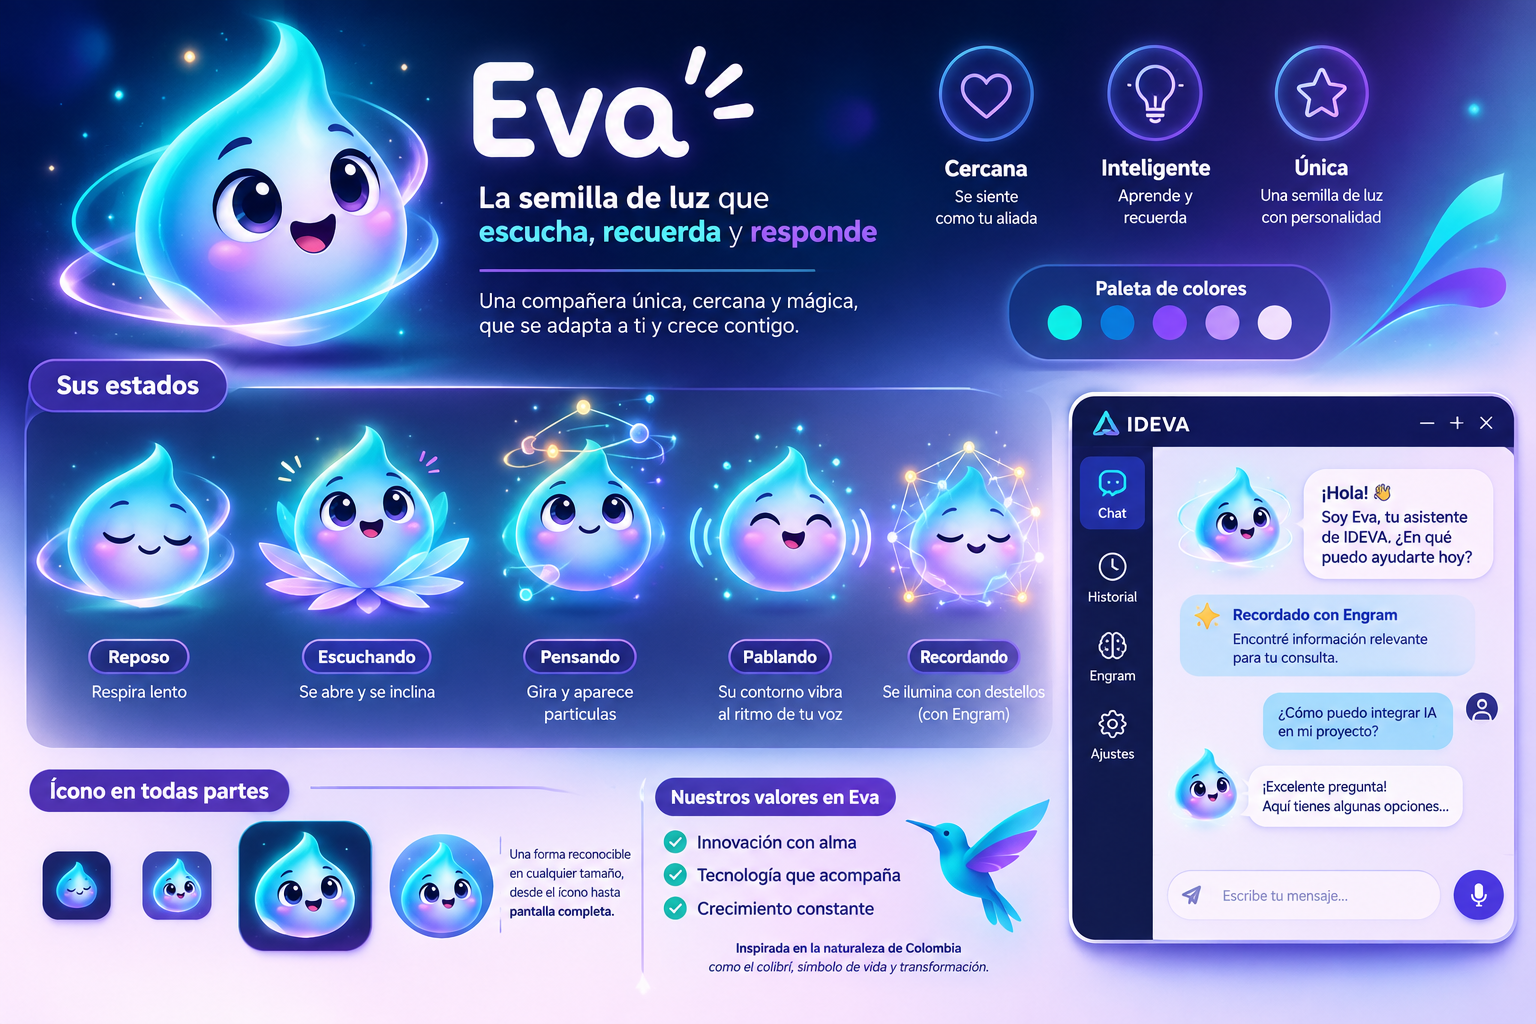 Eva
La semilla de luz que
escucha, recuerda y responde
Una compañera única, cercana y mágica,
que se adapta a ti y crece contigo.
Cercana
Se siente
como tu aliada
Inteligente
Aprende y
recuerda
Única
Una semilla de luz
con personalidad
Paleta de colores
Sus estados
Reposo
Respira lento
Escuchando
Se abre y se inclina
Pensando
Gira y aparece
particulas
Pablando
Su contorno vibra
al ritmo de tu voz
Recordando
Se ilumina con destellos
(con Engram)
IDEVA
Chat
Historial
Engram
Ajustes
¡Hola! 👋
Soy Eva, tu asistente
de IDEVA. ¿En qué
puedo ayudarte hoy?
Recordado con Engram
Encontré información relevante
para tu consulta.
¿Cómo puedo integrar IA
en mi proyecto?
¡Excelente pregunta!
Aquí tienes algunas opciones...
Escribe tu mensaje...
Ícono en todas partes
Una forma reconocible
en cualquier tamaño,
desde el ícono hasta
pantalla completa.
Nuestros valores en Eva
Innovación con alma
Tecnología que acompaña
Crecimiento constante
Inspirada en la naturaleza de Colombia
como el colibrí, símbolo de vida y transformación.